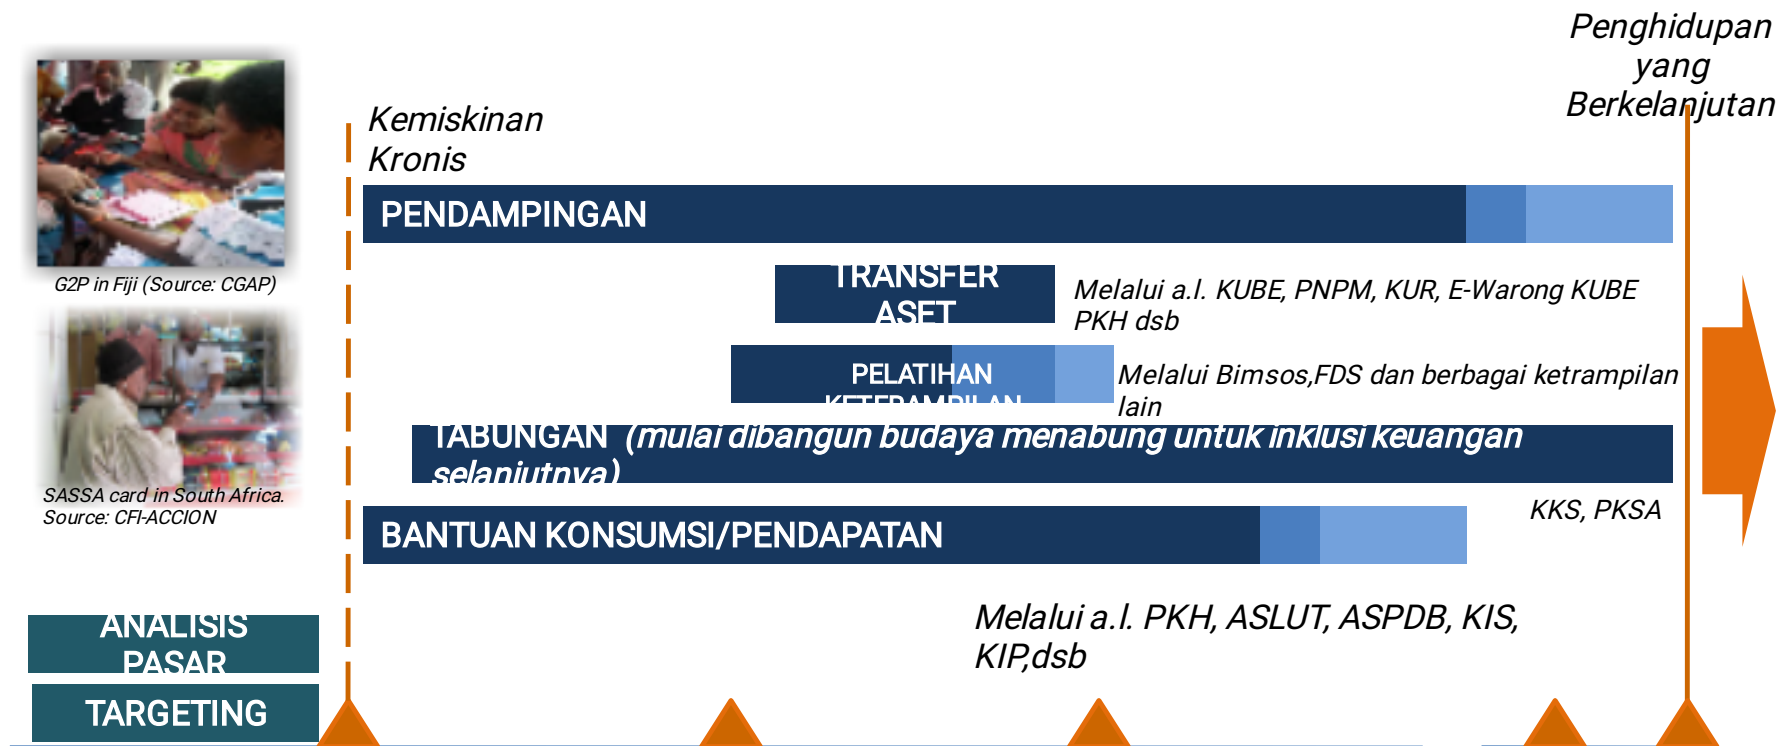 Penghidupan
yang
Berkelanjutan
Kemiskinan
Kronis
PENDAMPINGAN
G2P in Fiji (Source: CGAP)
TRANSFER
ASET
Melalui a.l. KUBE, PNPM, KUR, E-Warong KUBE
PKH dsb
PELATIHAN
KETERAMPILAN
Melalui Bimsos,FDS dan berbagai ketrampilan
lain
TABUNGAN (mulai dibangun budaya menabung untuk inklusi keuangan
selanjutnya)
SASSA card in South Africa.
Source: CFI-ACCION
KKS, PKSA
BANTUAN KONSUMSI/PENDAPATAN
Melalui a.l. PKH, ASLUT, ASPDB, KIS,
KIP,dsb
ANALISIS
PASAR
TARGETING